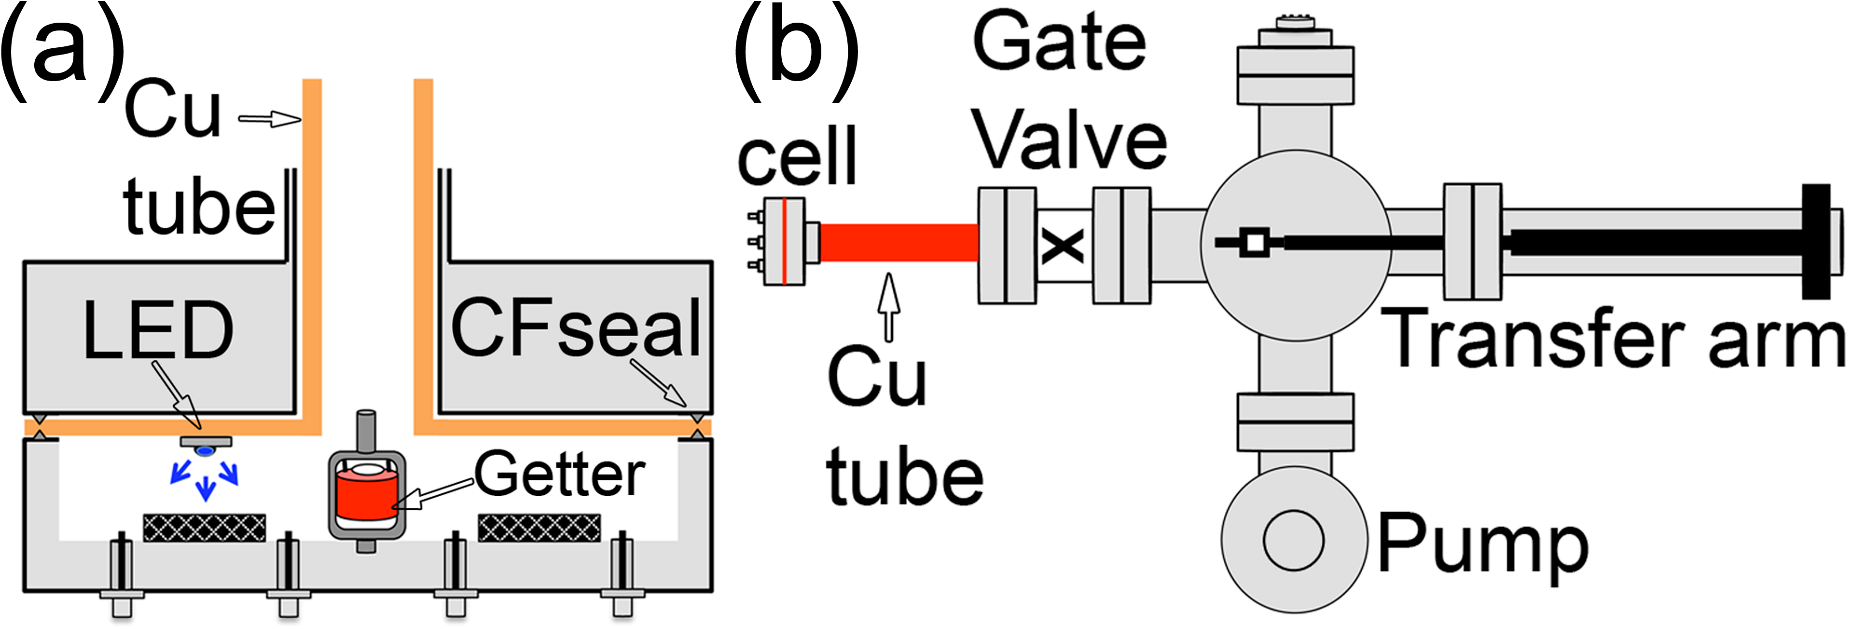 (a)
Cu
tube
LED
CFseal
Getter
(b)
Gate
Valve
cell
X
Cu
tube
Transfer arm
Pump